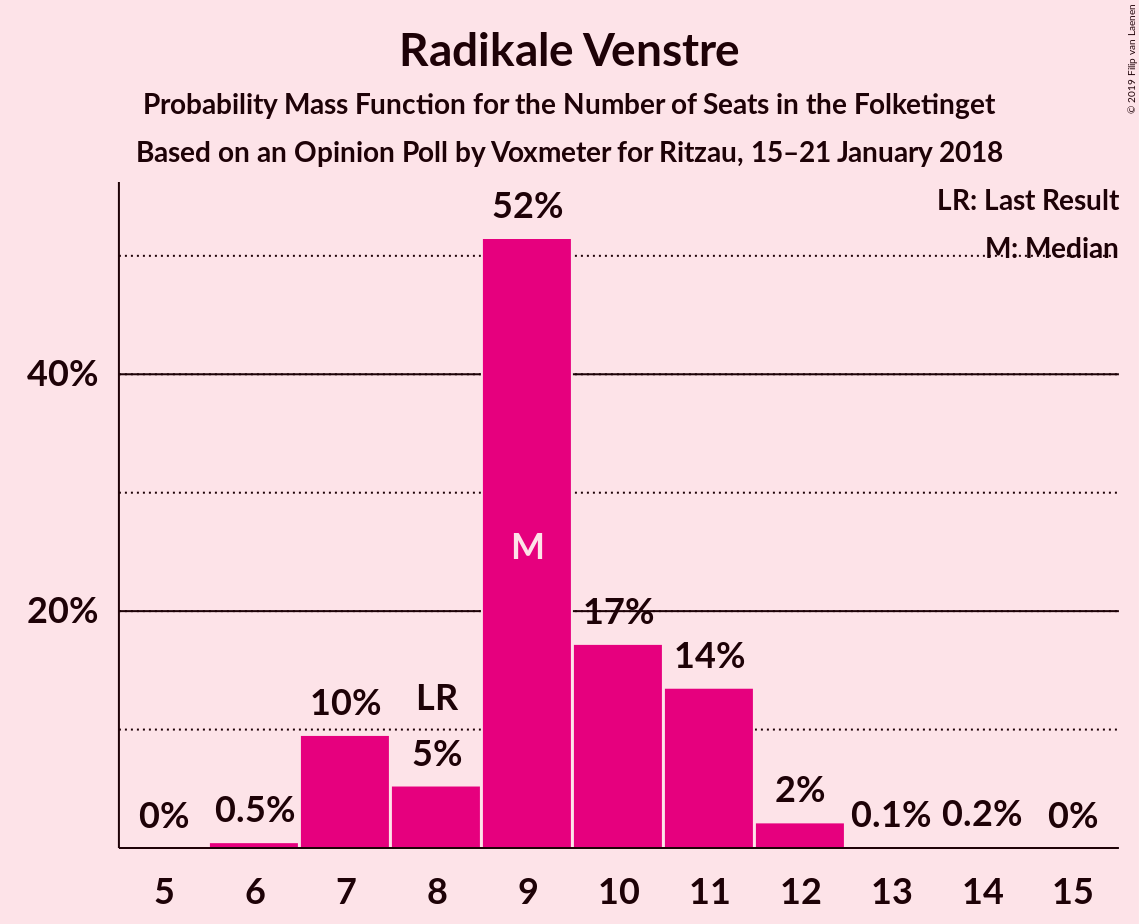 Radikale Venstre
Probability Mass Function for the Number of Seats in the Folketinget
Based on an Opinion Poll by Voxmeter for Ritzau, 15–21 January 2018
© 2019 Filip van Laenen
LR: Last Result
M: Median
52%
40%
M
20%
17%
14%
10%
LR
5%
0%
0.5%
2%
0.1%
0.2%
0%
5 6 7 8 9 10 11 12 13 14 15